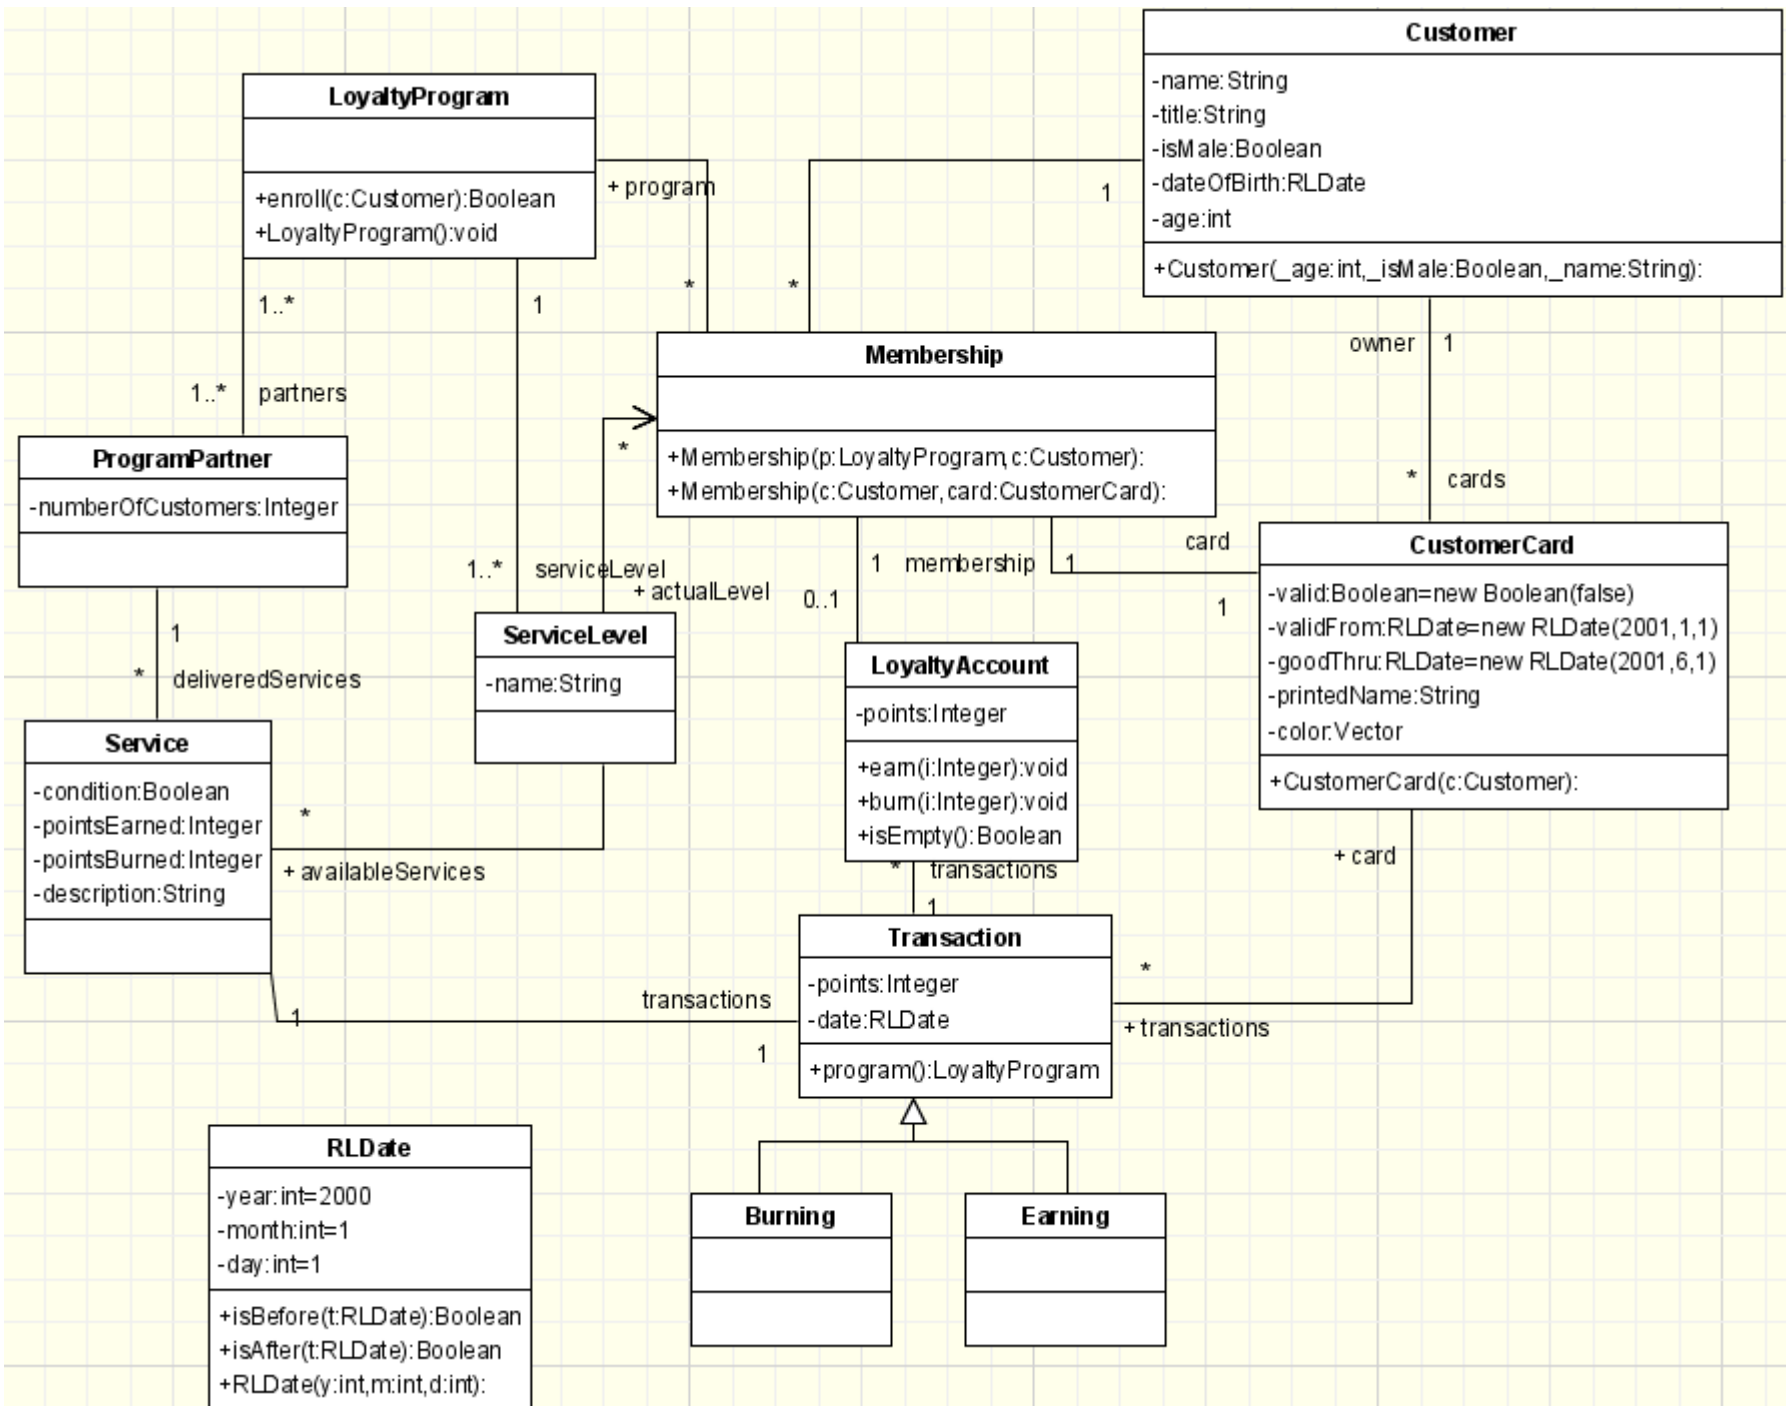 Customer
-name:String
-title:String
-isMale:Boolean
-dateOfBirth:RLDate
-age:int
+Customer(_age:int,_isMale:Boolean,_name:String):
LoyaltyProgram
+enroll(c:Customer):Boolean
+LoyaltyProgram():void
+ program
1
*
*
1..*
1
1..*
partners
owner
1
*
cards
Membership
+Membership(p:LoyaltyProgram,c:Customer):
+Membership(c:Customer,card:CustomerCard):
*
ProgramPartner
-numberOfCustomers:Integer
1..*
serviceLevel
+ actualLevel
1
membership
1
card
0..1
1
CustomerCard
-valid:Boolean=new Boolean(false)
-validFrom:RLDate=new RLDate(2001,1,1)
-goodThru:RLDate=new RLDate(2001,6,1)
-printedName:String
-color:Vector
+CustomerCard(c:Customer):
1
*
deliveredServices
ServiceLevel
-name:String
LoyaltyAccount
-points:Integer
+earn(i:Integer):void
+burn(i:Integer):void
+isEmpty():Boolean
Service
-condition:Boolean
-pointsEarned:Integer
-pointsBurned:Integer
-description:String
*
+ availableServices
*
transactions
1
+ card
Transaction
-points:Integer
-date:RLDate
+program():LoyaltyProgram
*
+ transactions
1
transactions
1
RLDate
-year:int=2000
-month:int=1
-day:int=1
+isBefore(t:RLDate):Boolean
+isAfter(t:RLDate):Boolean
+RLDate(y:int,m:int,d:int):
Burning
Earning